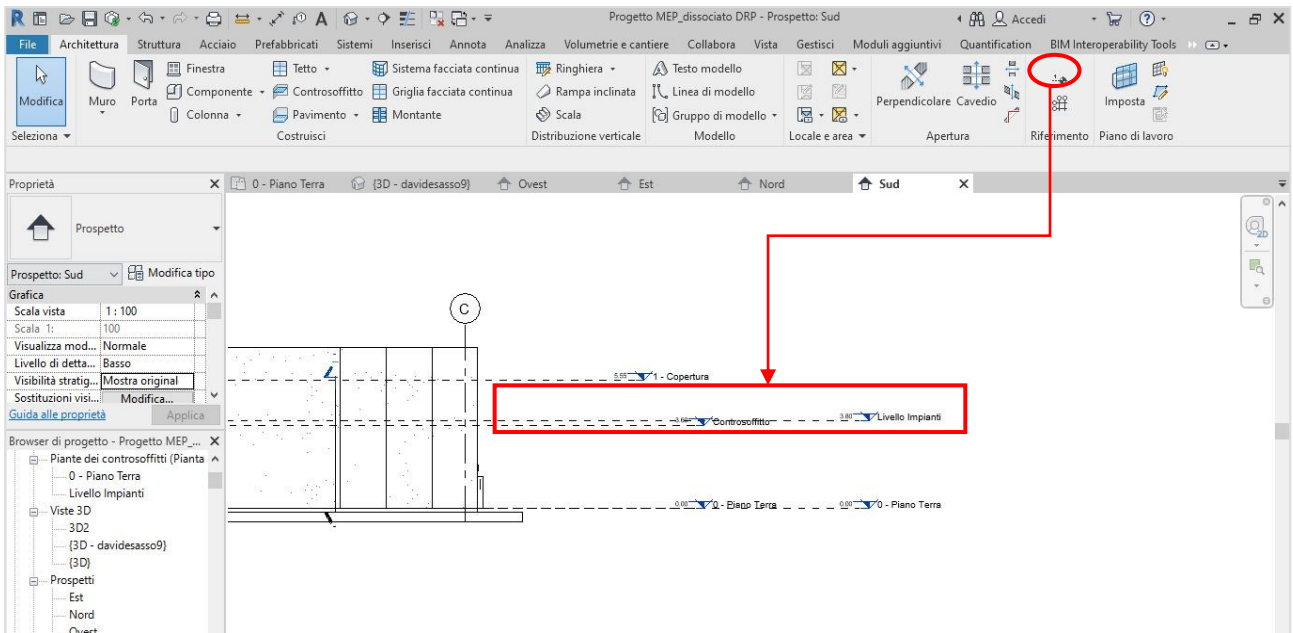 Progetto MEP_dissociato DRP - Prospetto: Sud
Accedi
File Architettura Struttura Acciaio Prefabbricati Sistemi Inserisci Annota Analizza Volumetrie e cantiere Collabora Vista Gestisci Moduli aggiuntivi Quantification BIM Interoperability Tools
Modifica
Muro
Porta
Finestra
Componente
Colonna
Tetto
Controsoffitto
Pavimento
Sistema facciata continua
Griglia facciata continua
Montante
Ringhiera
Rampa inclinata
Scala
Testo modello
Linea di modello
Gruppo di modello
Perpendicolare
Cavedio
Imposta
Seleziona
Costruisci
Distribuzione verticale
Modello
Locale e area
Apertura
Riferimento
Piano di lavoro
Proprietà
0 - Piano Terra
{3D - davidesasso9}
Ovest
Est
Nord
Sud
Prospetto
Prospetto: Sud
Modifica tipo
Grafica
Scala vista 1 : 100
Scala 1: 100
Visualizza mod... Normale
Livello di detta... Basso
Visibilità stratig... Mostra original
Sostituzioni visi... Modifica...
Guida alle proprietà
Applica
Browser di progetto - Progetto MEP_...
Piante dei controsoffitti (Pianta
0 - Piano Terra
Livello Impianti
Viste 3D
3D2
{3D - davidesasso9}
{3D}
Prospetti
Est
Nord
Ovest
2D
C
1 - Copertura
Controsoffitto
3.80 Livello Impianti
0.00 0 - Piano Terra
0.00 0 - Piano Terra